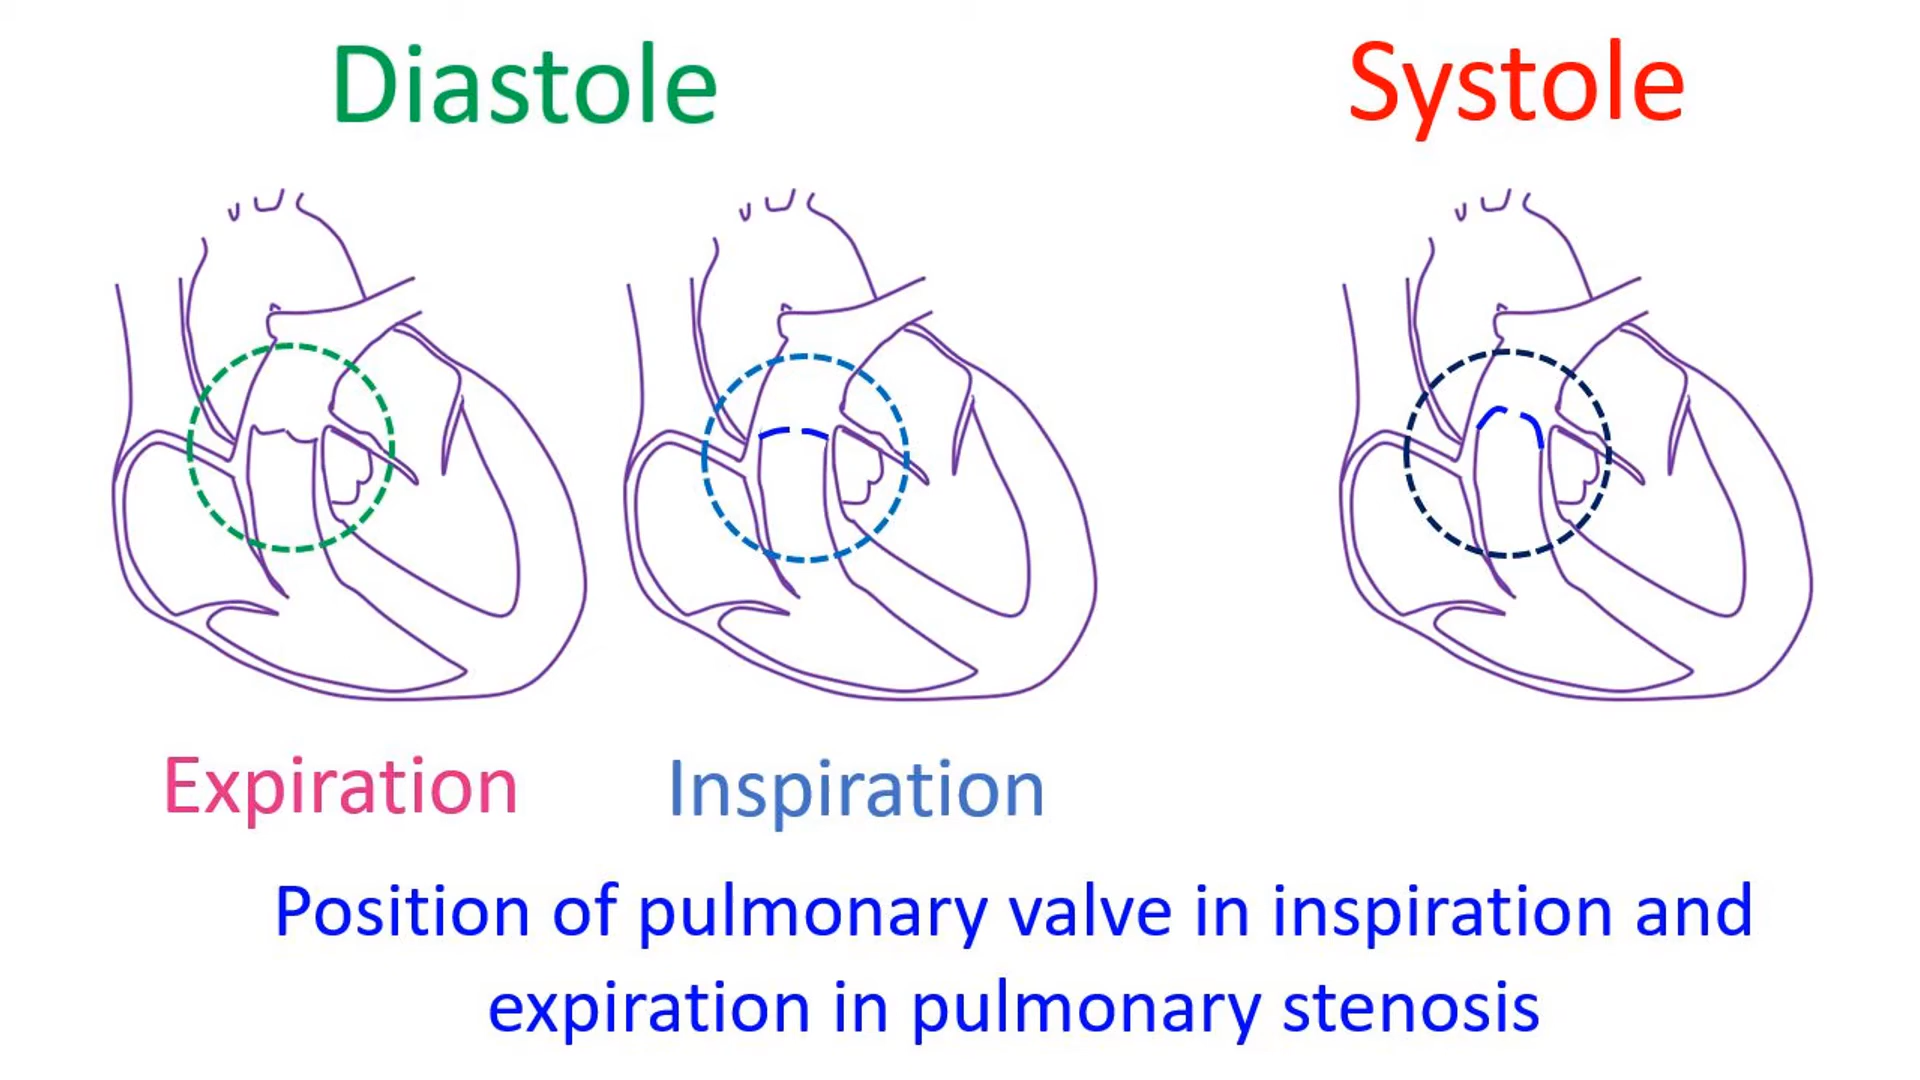 Diastole
Systole
Expiration
Inspiration
Position of pulmonary valve in inspiration and
expiration in pulmonary stenosis